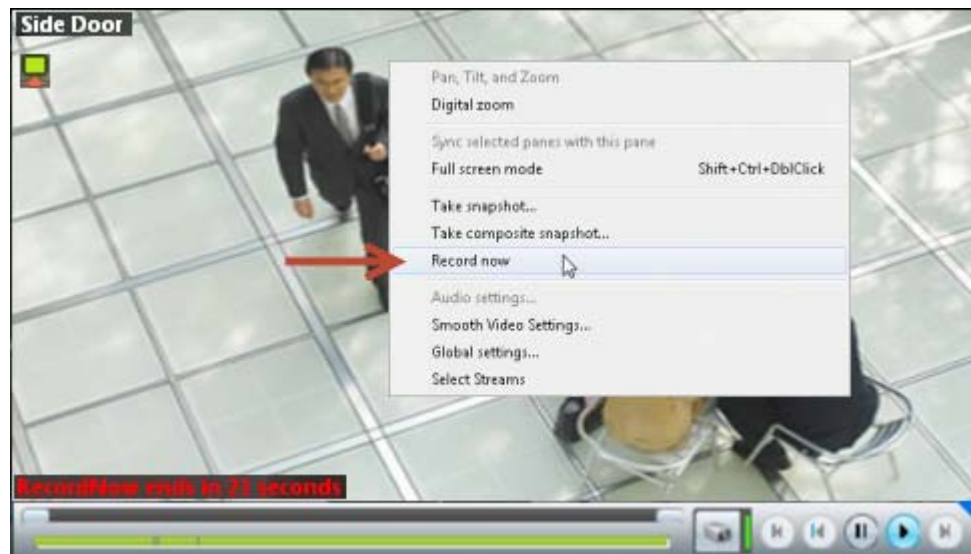 Side Door
Pan, Tilt, and Zoom
Digital zoom
Sync selected panes with this pane
Full screen mode Shift+Ctrl+DblClick
Take snapshot...
Take composite snapshot...
Record now
Audio settings...
Smooth Video Settings...
Global settings...
Select Streams
RecordNow ends in 21 seconds